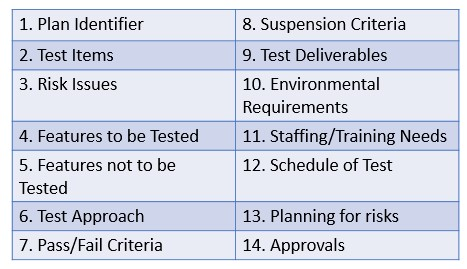 1. Plan Identifier
2. Test Items
3. Risk Issues
4. Features to be Tested
5. Features not to be
Tested
6. Test Approach
7. Pass/Fail Criteria
8. Suspension Criteria
9. Test Deliverables
10. Environmental
Requirements
11. Staffing/Training Needs
12. Schedule of Test
13. Planning for risks
14. Approvals